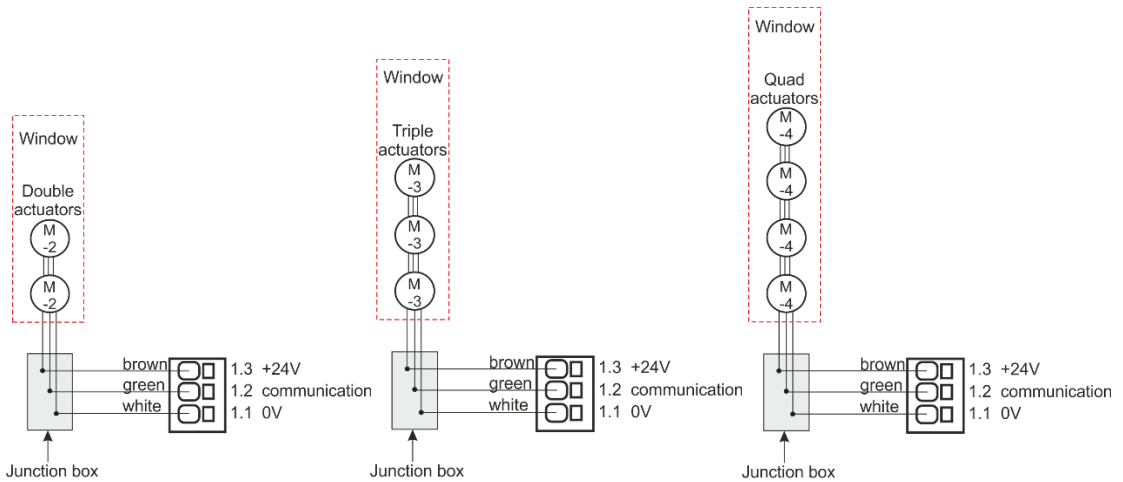 Window
Double
actuators
M
-2
M
-2
brown
green
white
1.3 +24V
1.2 communication
1.1 0V
Junction box
Window
Triple
actuators
M
-3
M
-3
M
-3
brown
green
white
1.3 +24V
1.2 communication
1.1 0V
Junction box
Window
Quad
actuators
M
-4
M
-4
M
-4
M
-4
brown
green
white
1.3 +24V
1.2 communication
1.1 0V
Junction box